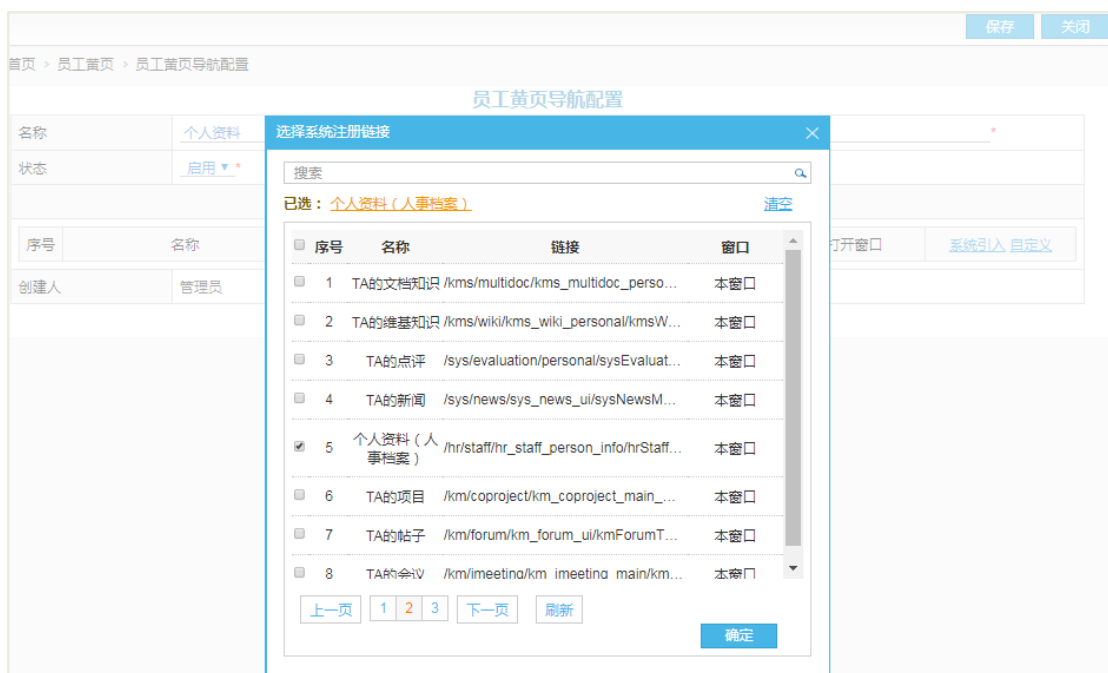 保存 关闭
首页 > 员工黄页 > 员工黄页导航配置
员工黄页导航配置
名称 个人资料 *
选择系统注册链接
状态 启用 *
搜索
已选： 个人资料（人事档案） 清空
序号 名称 打开窗口 系统引入 自定义
序号 名称 链接 窗口
创建人 管理员
1 TA的文档知识 /kms/multidoc/kms_multidoc_perso... 本窗口
2 TA的维基知识 /kms/wiki/kms_wiki_personal/kmsW... 本窗口
3 TA的点评 /sys/evaluation/personal/sysEvaluat... 本窗口
4 TA的新闻 /sys/news/sys_news_ui/sysNewsM... 本窗口
5 个人资料（人事档案） /hr/staff/hr_staff_person_info/hrStaff... 本窗口
6 TA的项目 /km/coproject/km_coproject_main_... 本窗口
7 TA的帖子 /km/forum/km_forum_ui/kmForumT... 本窗口
8 TA的会议 /km/imeeting/km_imeeting_main/km... 本窗口
上一页 1 2 3 下一页 刷新
确定